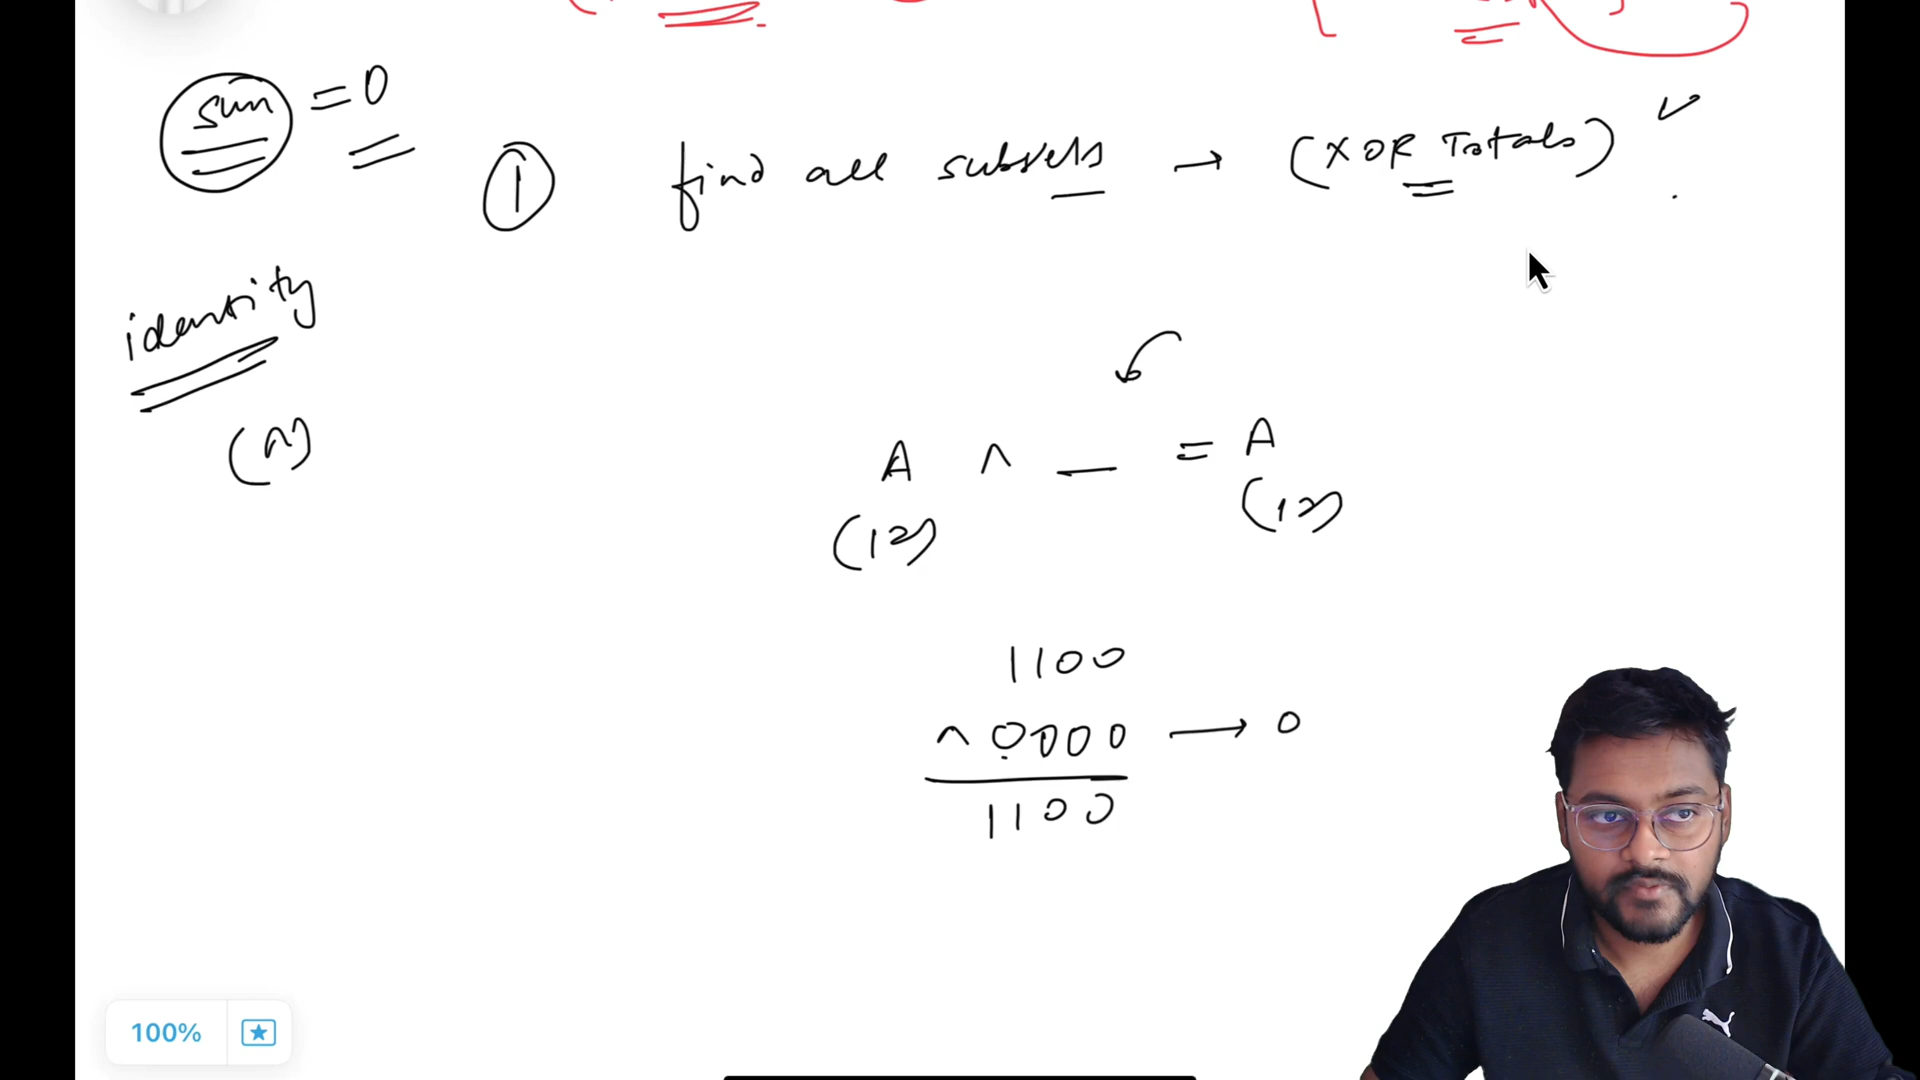 sum = 0
① find all subsets → (XOR Totals) ✓
identity
(^)
A ^ __ = A
(12) (12)
1100
^ 0000 → 0
1100
100%